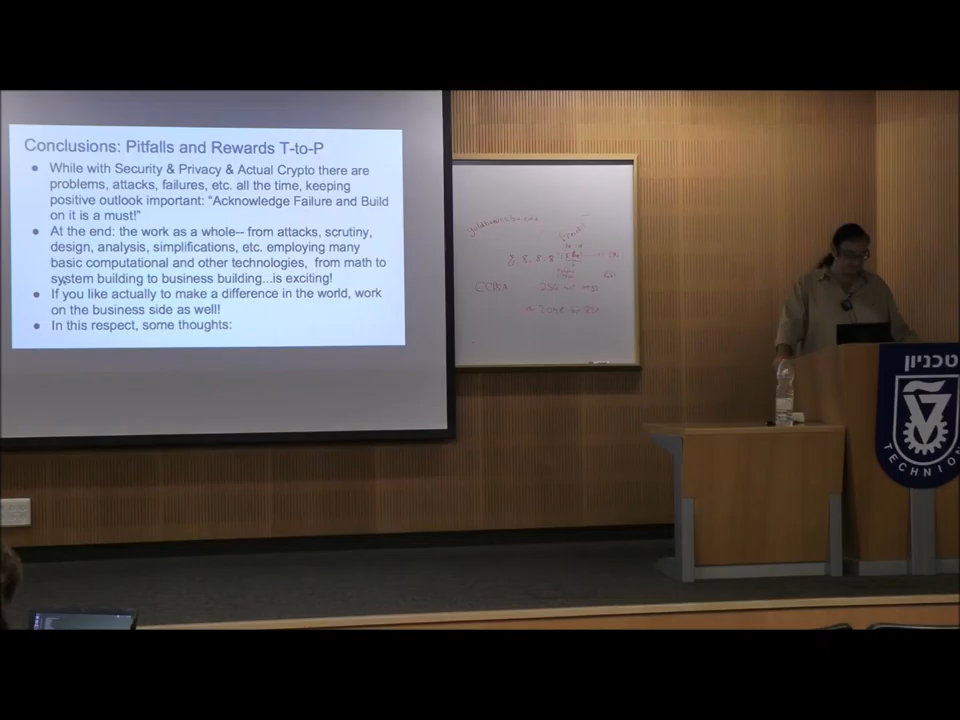 Conclusions: Pitfalls and Rewards T-to-P
● While with Security & Privacy & Actual Crypto there are
problems, attacks, failures, etc. all the time, keeping
positive outlook important: “Acknowledge Failure and Build
on it is a must!”
● At the end: the work as a whole-- from attacks, scrutiny,
design, analysis, simplifications, etc. employing many
basic computational and other technologies, from math to
system building to business building...is exciting!
● If you like actually to make a difference in the world, work
on the business side as well!
● In this respect, some thoughts:
8.8.8.8
טכניון
TECHNION